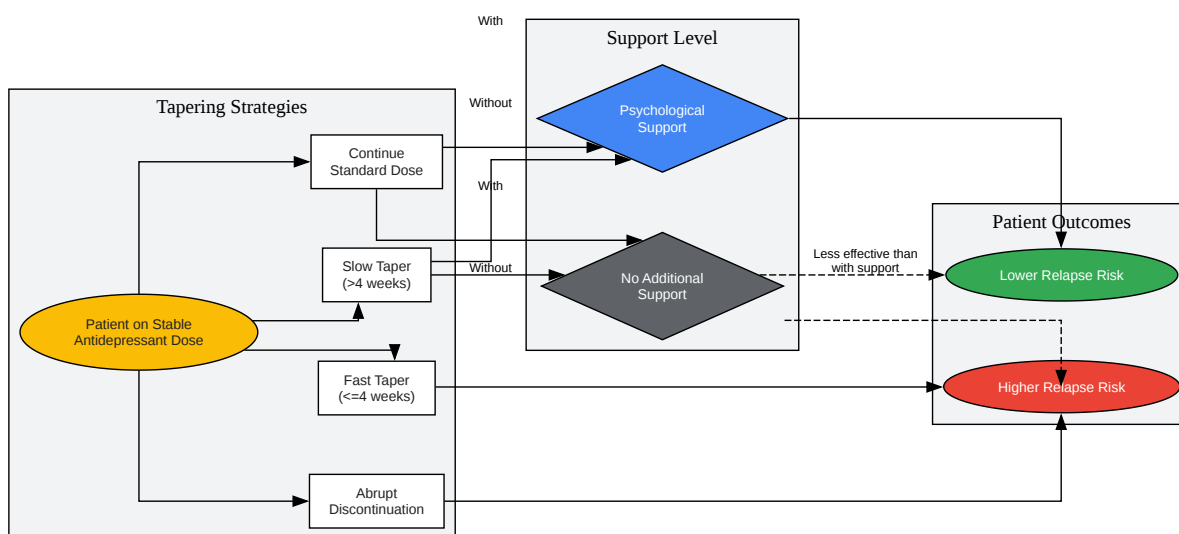 With
Support Level
Without
Psychological
Support
Tapering Strategies
Continue
Standard Dose
With
Patient Outcomes
Slow Taper
(>4 weeks)
Without
No Additional
Support
Less effective than
with support
Lower Relapse Risk
Patient on Stable
Antidepressant Dose
Fast Taper
(<=4 weeks)
Higher Relapse Risk
Abrupt
Discontinuation